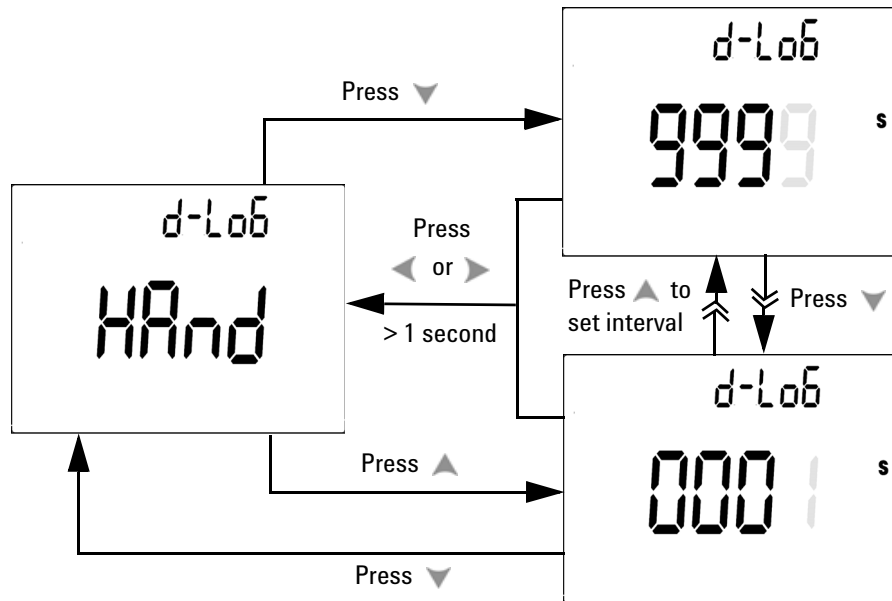 d-LoG
Press
9999
s
d-LoG
HAnd
Press
or
> 1 second
Press to
set interval
Press
d-LoG
0001
s
Press
Press